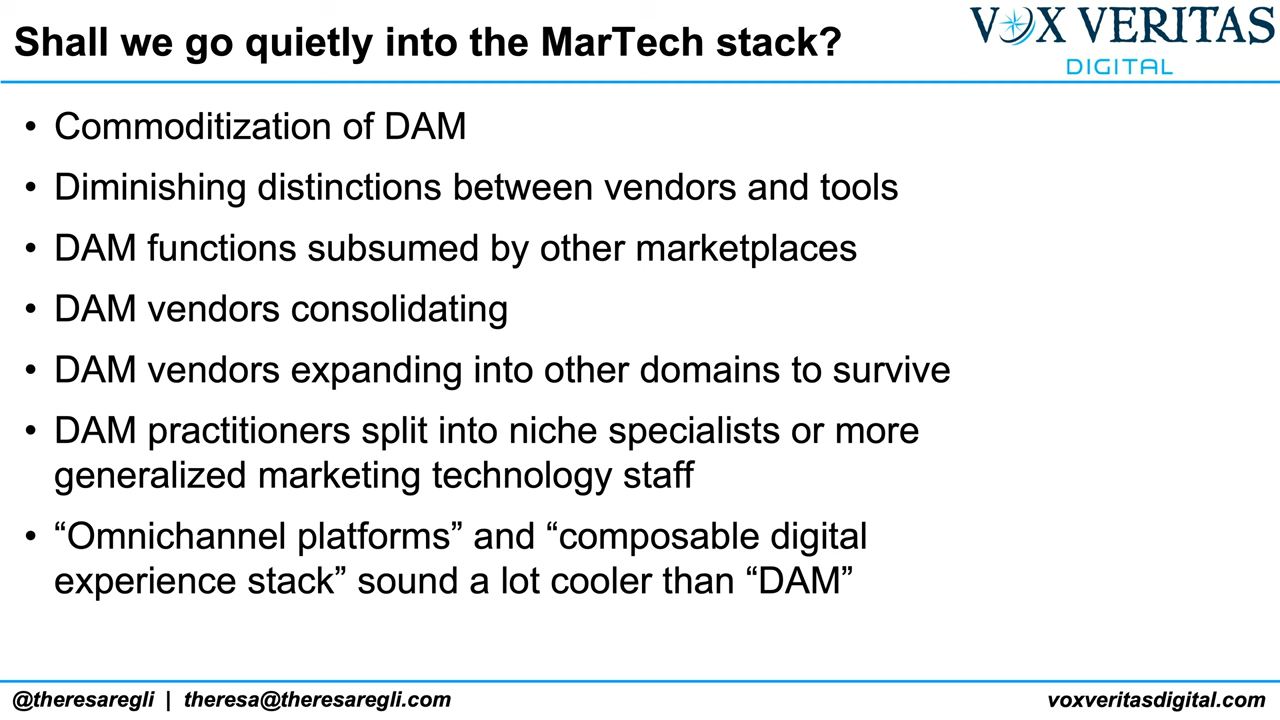 Shall we go quietly into the MarTech stack?
VOX VERITAS
DIGITAL
• Commoditization of DAM
• Diminishing distinctions between vendors and tools
• DAM functions subsumed by other marketplaces
• DAM vendors consolidating
• DAM vendors expanding into other domains to survive
• DAM practitioners split into niche specialists or more
generalized marketing technology staff
• “Omnichannel platforms” and “composable digital
experience stack” sound a lot cooler than “DAM”
@theresaregli | theresa@theresaregli.com
voxveritasdigital.com